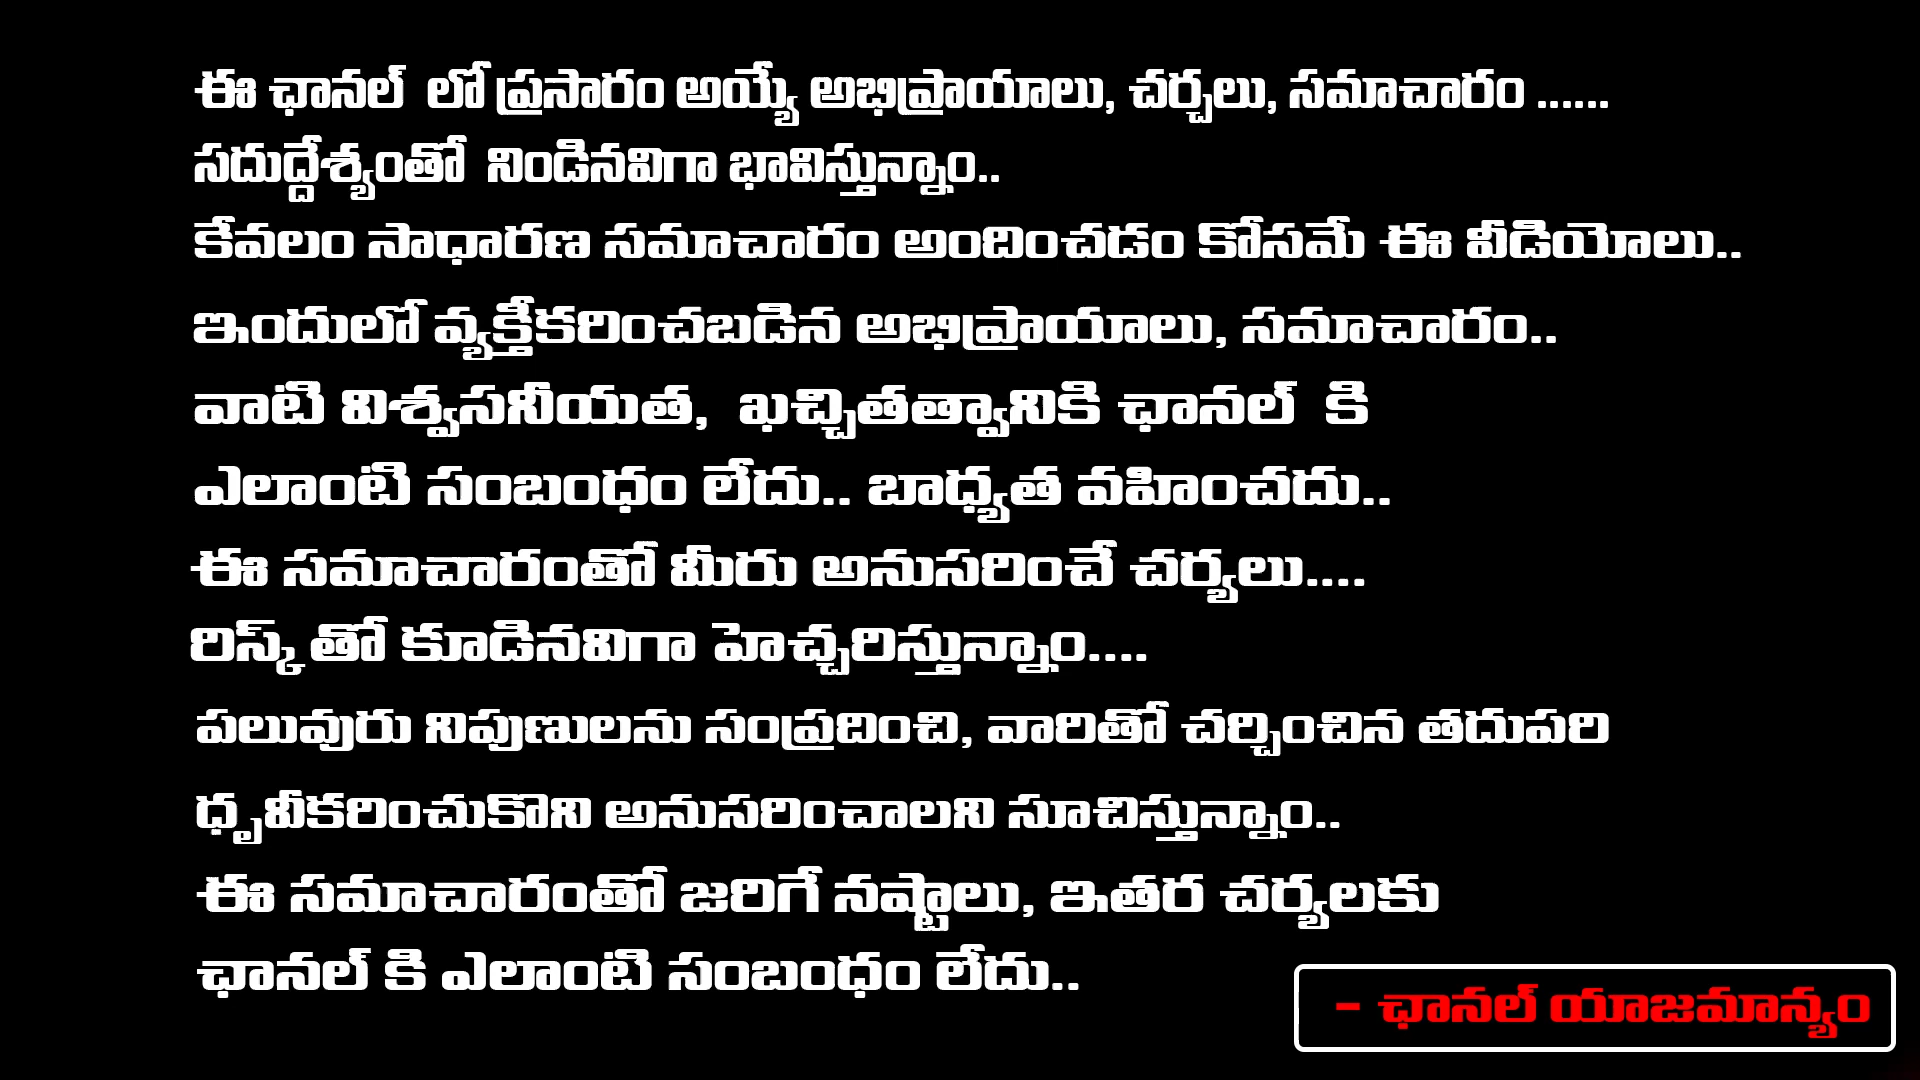 ఈ ఛానల్ లో ప్రసారం అయ్యే అభిప్రాయాలు, చర్చలు, సమాచారం ......
సదుద్దేశ్యంతో నిండినవిగా భావిస్తున్నాం..
కేవలం సాధారణ సమాచారం అందించడం కోసమే ఈ వీడియోలు..
ఇందులో వ్యక్తీకరించబడిన అభిప్రాయాలు, సమాచారం..
వాటి విశ్వసనీయత, ఖచ్చితత్వానికి ఛానల్ కి
ఎలాంటి సంబంధం లేదు.. బాధ్యత వహించదు..
ఈ సమాచారంతో మీరు అనుసరించే చర్యలు....
రిస్క్ తో కూడినవిగా హెచ్చరిస్తున్నాం....
పలువురు నిపుణులను సంప్రదించి, వారితో చర్చించిన తదుపరి
ధృవీకరించుకొని అనుసరించాలని సూచిస్తున్నాం..
ఈ సమాచారంతో జరిగే నష్టాలు, ఇతర చర్యలకు
ఛానల్ కి ఎలాంటి సంబంధం లేదు..
- ఛానల్ యాజమాన్యం